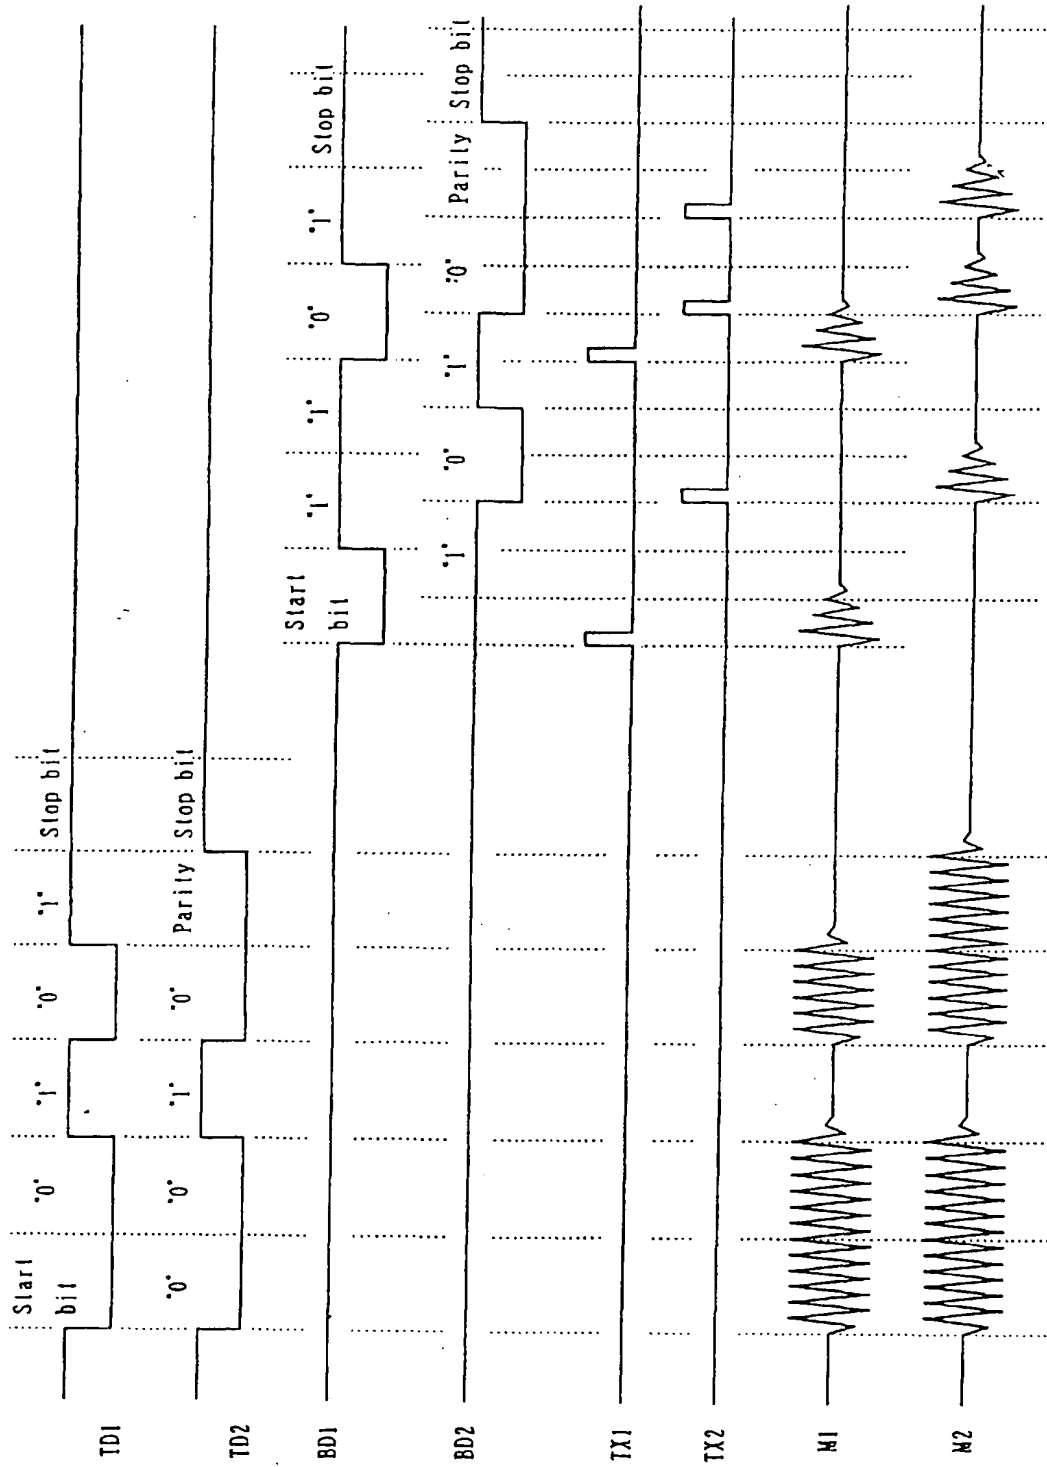 Start bit "0" "1" "0" "1" Stop bit
TD1
"0" "0" "1" "0" Parity Stop bit
TD2
Start bit "1" "1" "0" "1" Stop bit
BD1
"1" "0" "1" "0" Parity Stop bit
BD2
TX1
TX2
M1
M2